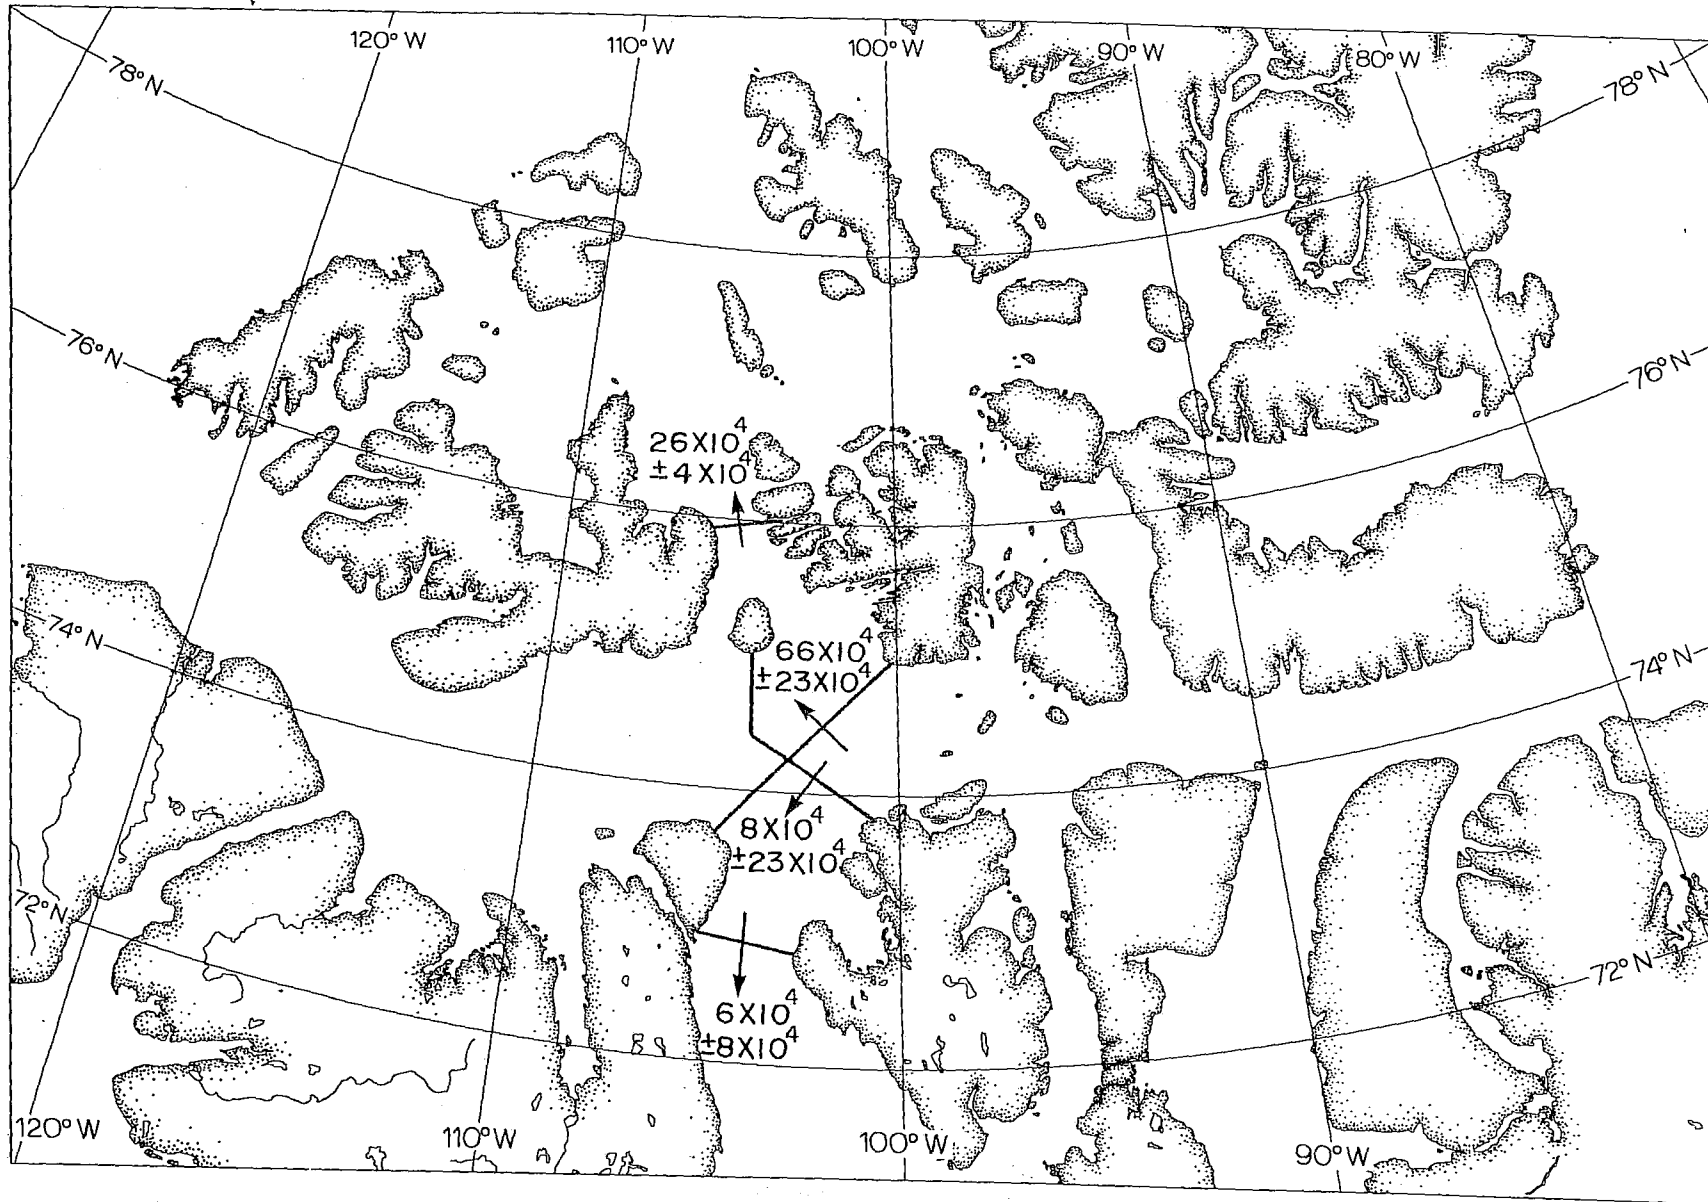 120° W
110° W
100° W
90° W
80° W
78° N
78° N
76° N
76° N
26X10⁴
±4X10⁴
74° N
66X10⁴
±23X10⁴
74° N
8X10⁴
±23X10⁴
72° N
72° N
6X10⁴
±8X10⁴
120° W
110° W
100° W
90° W